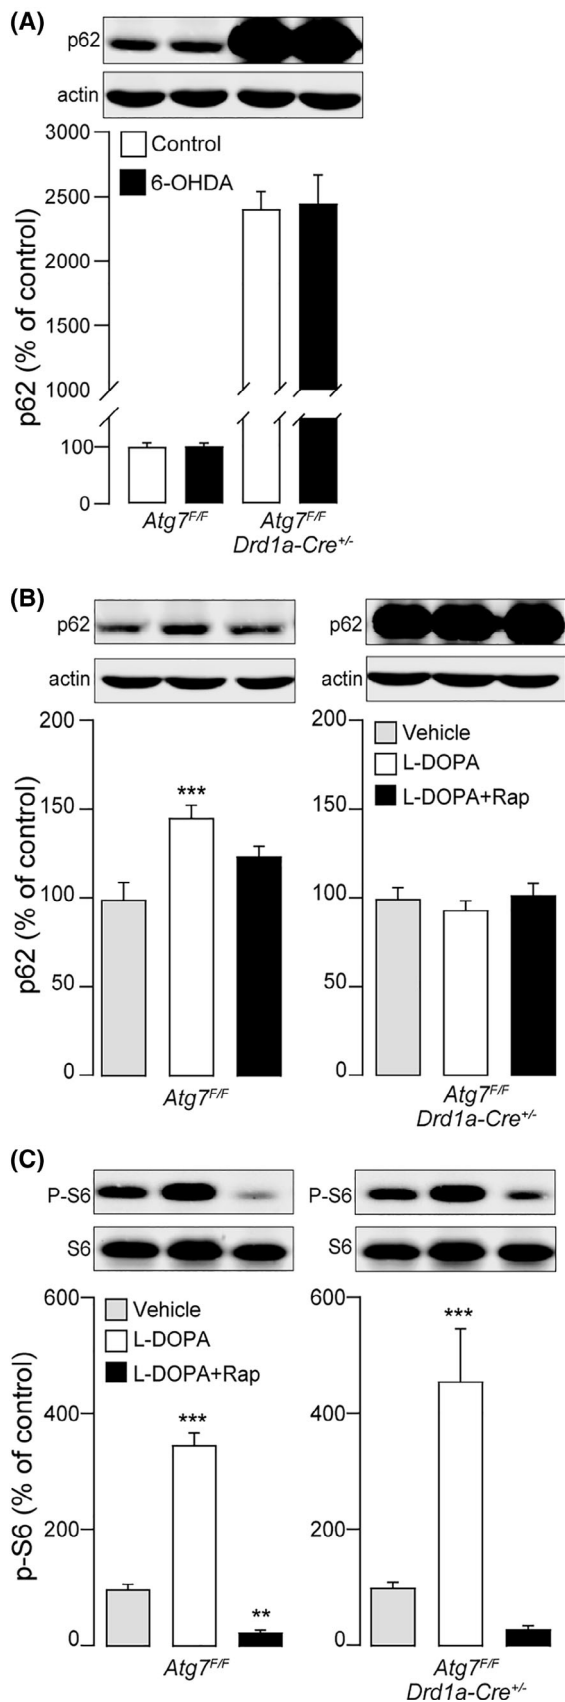 (A)
p62
actin
3000
2500
2000
1500
1000
100
0
p62 (% of control)
Control
6-OHDA
Atg7F/F
Atg7F/F
Drd1a-Cre+/-
(B)
p62
actin
p62
actin
200
150
100
50
0
p62 (% of control)
***
Atg7F/F
200
150
100
50
0
Vehicle
L-DOPA
L-DOPA+Rap
Atg7F/F
Drd1a-Cre+/-
(C)
P-S6
S6
P-S6
S6
600
400
200
0
p-S6 (% of control)
Vehicle
L-DOPA
L-DOPA+Rap
***
**
Atg7F/F
600
400
200
0
***
Atg7F/F
Drd1a-Cre+/-